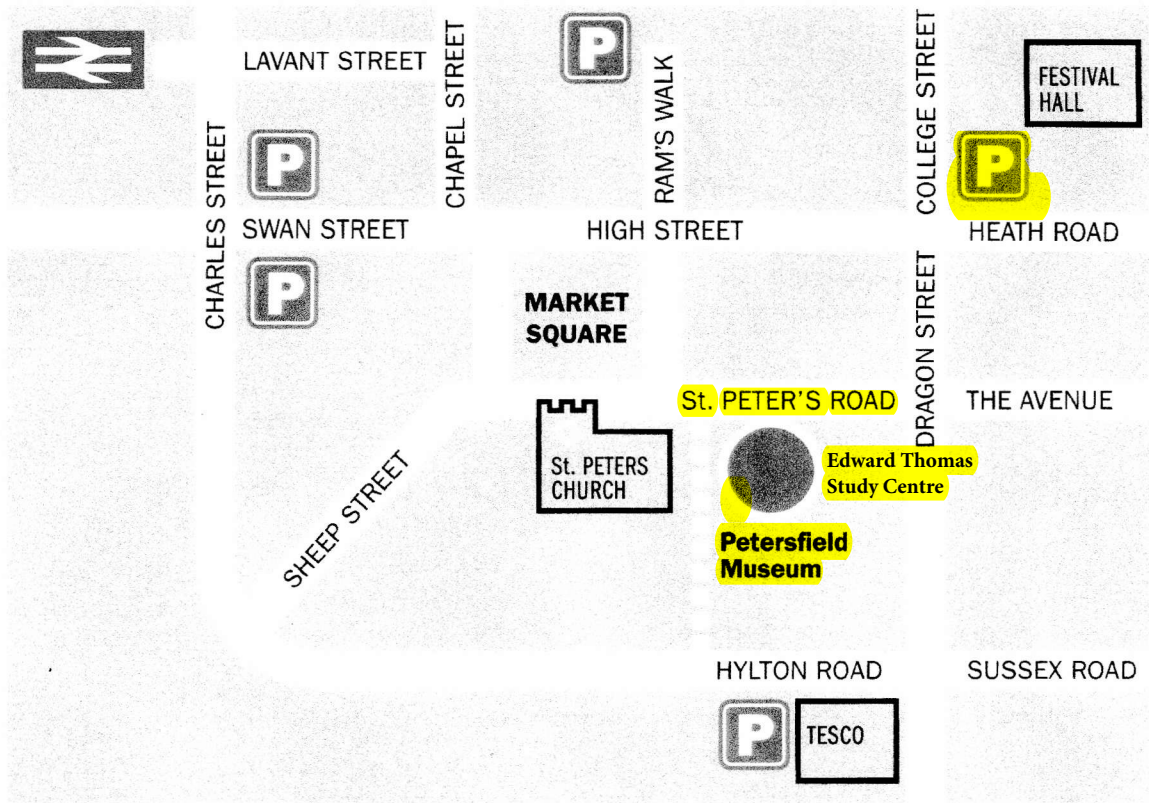 LAVANT STREET
CHAPEL STREET
P
RAM'S WALK
COLLEGE STREET
FESTIVAL
HALL
P
P
CHARLES STREET
SWAN STREET
HIGH STREET
HEATH ROAD
P
MARKET
SQUARE
DRAGON STREET
St. PETER'S ROAD
THE AVENUE
St. PETERS
CHURCH
Edward Thomas
Study Centre
SHEEP STREET
Petersfield
Museum
HYLTON ROAD
SUSSEX ROAD
P
TESCO